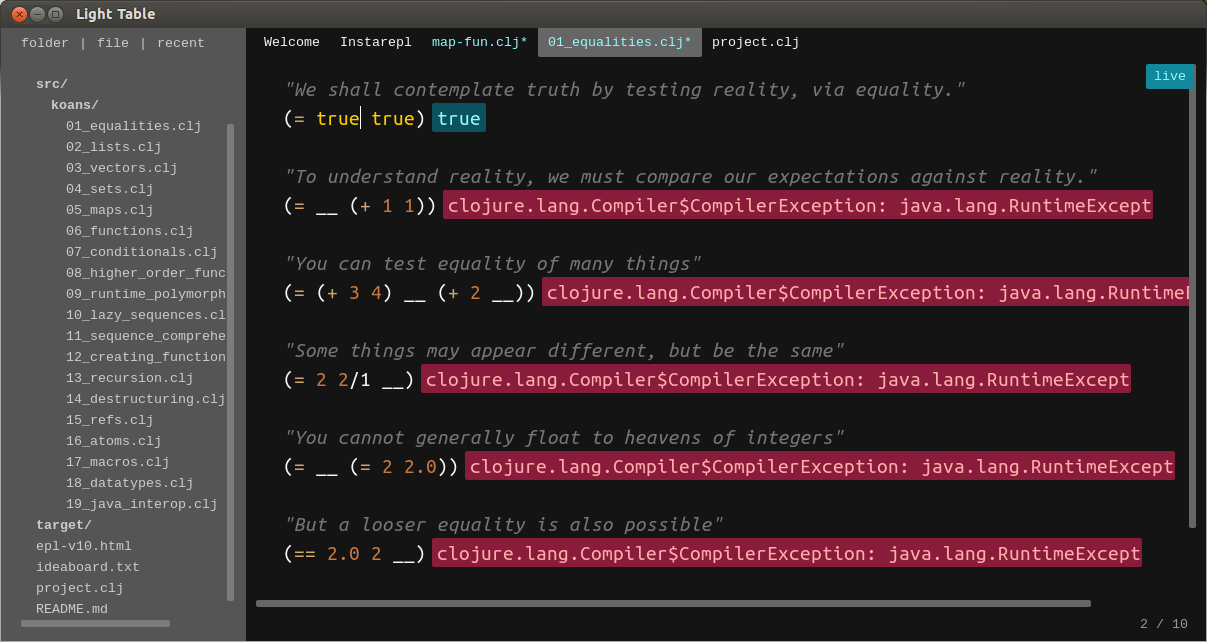 Light Table
folder | file | recent
src/
koans/
01_equalities.clj
02_lists.clj
03_vectors.clj
04_sets.clj
05_maps.clj
06_functions.clj
07_conditionals.clj
08_higher_order_func
09_runtime_polymorph
10_lazy_sequences.cl
11_sequence_comprehe
12_creating_function
13_recursion.clj
14_destructuring.clj
15_refs.clj
16_atoms.clj
17_macros.clj
18_datatypes.clj
19_java_interop.clj
target/
epl-v10.html
ideaboard.txt
project.clj
README.md
Welcome Instarepl map-fun.clj* 01_equalities.clj* project.clj
live
"We shall contemplate truth by testing reality, via equality."
(= true true) true
"To understand reality, we must compare our expectations against reality."
(= __ (+ 1 1)) clojure.lang.Compiler$CompilerException: java.lang.RuntimeExcept
"You can test equality of many things"
(= (+ 3 4) __ (+ 2 __)) clojure.lang.Compiler$CompilerException: java.lang.RuntimeE
"Some things may appear different, but be the same"
(= 2 2/1 __) clojure.lang.Compiler$CompilerException: java.lang.RuntimeExcept
"You cannot generally float to heavens of integers"
(= __ (= 2 2.0)) clojure.lang.Compiler$CompilerException: java.lang.RuntimeExcept
"But a looser equality is also possible"
(== 2.0 2 __) clojure.lang.Compiler$CompilerException: java.lang.RuntimeExcept
2 / 10